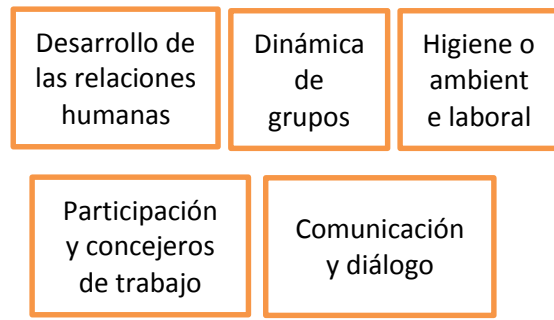 Desarrollo de
las relaciones
humanas
Dinámica
de
grupos
Higiene o
ambient
e laboral
Participación
y concejeros
de trabajo
Comunicación
y diálogo